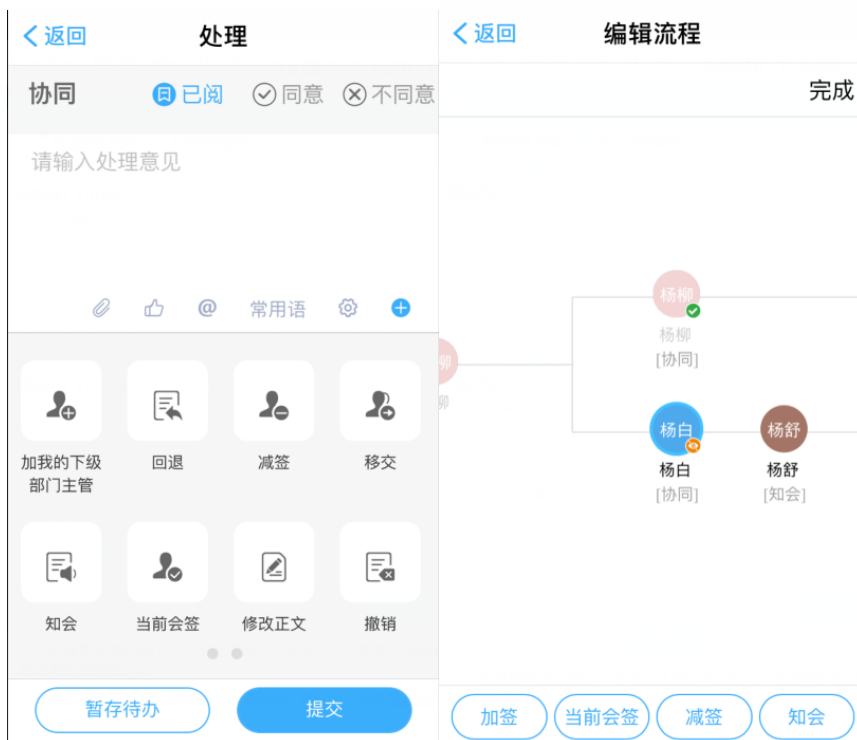 返回
处理
协同
已阅
同意
不同意
请输入处理意见
@
常用语
加我的下级
部门主管
回退
减签
移交
知会
当前会签
修改正文
撤销
暂存待办
提交
返回
编辑流程
完成
杨柳
杨柳
[协同]
柳
柳
杨白
杨舒
杨白
杨舒
[协同]
[知会]
加签
当前会签
减签
知会